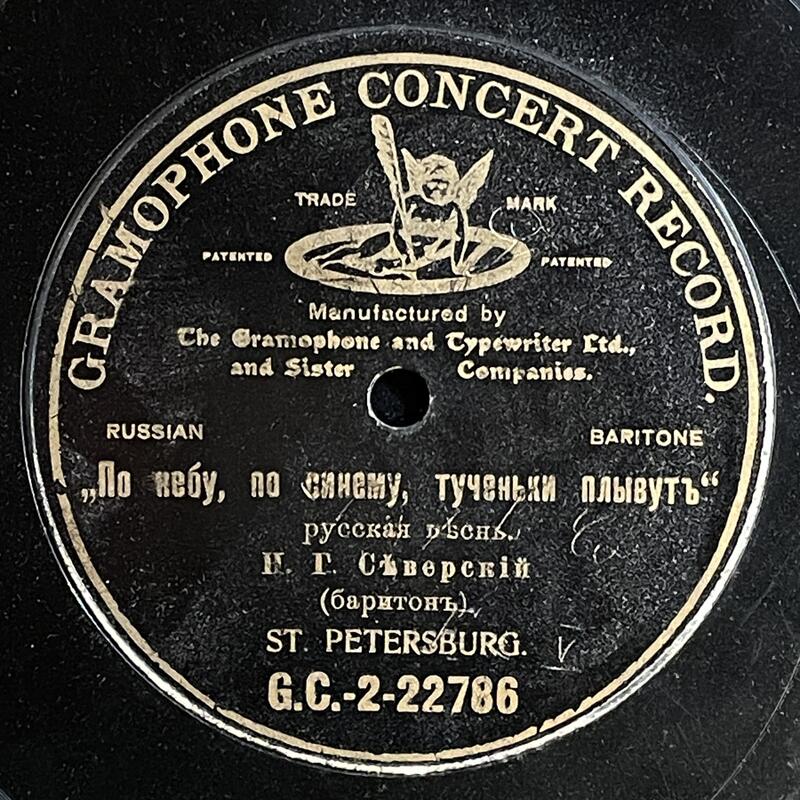 GRAMOPHONE CONCERT RECORD.
TRADE MARK
PATENTED PATENTED
Manufactured by
The Gramophone and Typewriter Ltd.,
and Sister Companies.
RUSSIAN BARITONE
„По небу, по синему, тученьки плывутъ“
русская пѣснь.
Н. Г. Сѣверскій
(баритонъ).
ST. PETERSBURG.
G.C.-2-22786